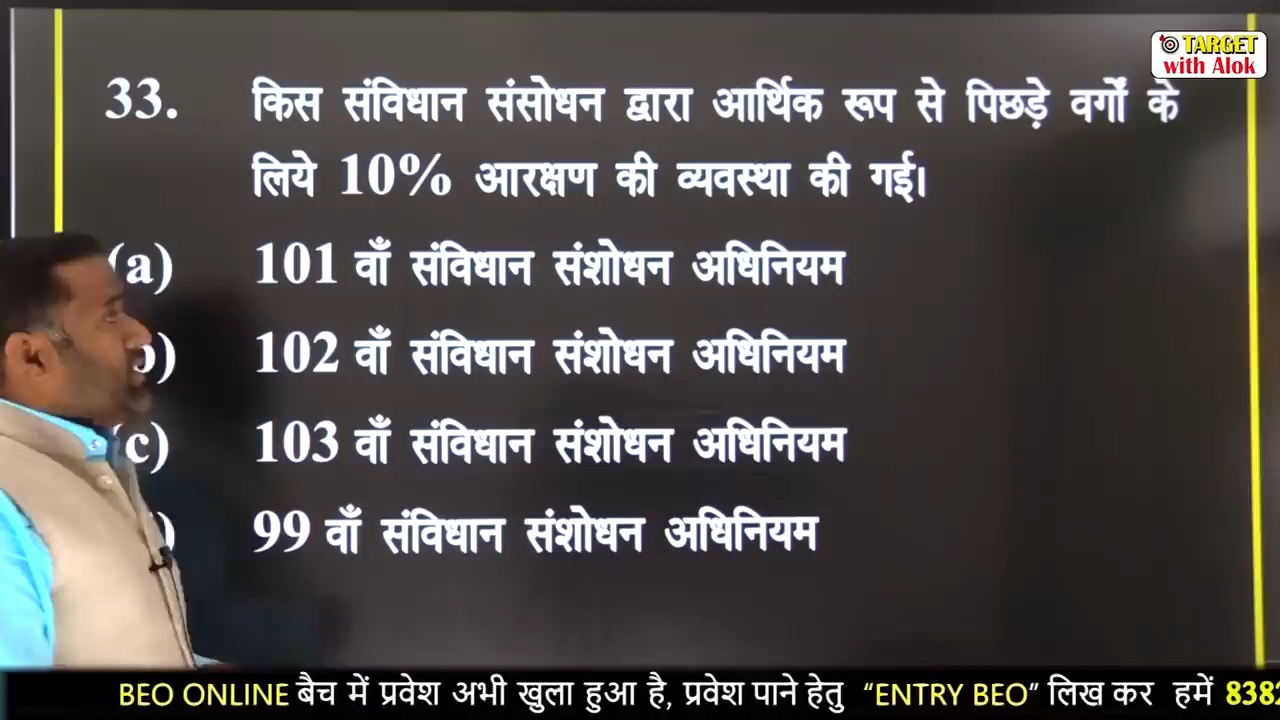 TARGET
with Alok
33. किस संविधान संसोधन द्वारा आर्थिक रूप से पिछड़े वर्गों के
लिये 10% आरक्षण की व्यवस्था की गई।
(a) 101 वाँ संविधान संशोधन अधिनियम
102 वाँ संविधान संशोधन अधिनियम
(c) 103 वाँ संविधान संशोधन अधिनियम
99 वाँ संविधान संशोधन अधिनियम
BEO ONLINE बैच में प्रवेश अभी खुला हुआ है, प्रवेश पाने हेतु “ENTRY BEO” लिख कर हमें